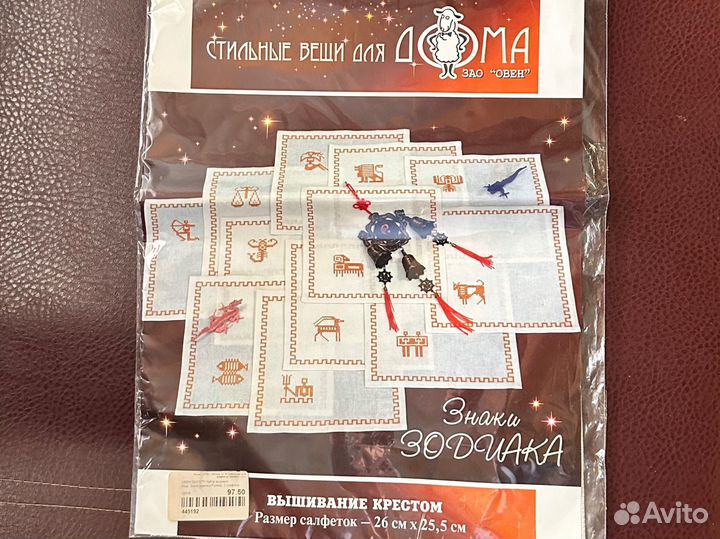 СТИЛЬНЫЕ ВЕЩИ ДЛЯ ДОМА
ЗАО "ОВЕН"
Знаки
ЗОДИАКА
97.50
445192
ВЫШИВАНИЕ КРЕСТОМ
Размер салфеток – 26 см х 25,5 см
Avito